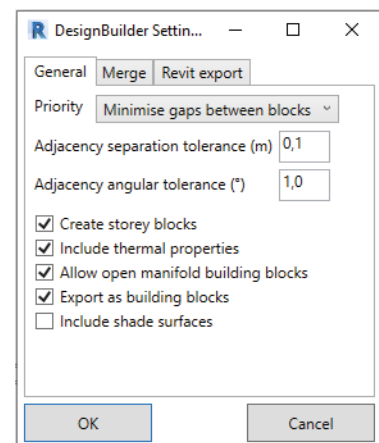 DesignBuilder Settin...
General Merge Revit export
Priority Minimise gaps between blocks
Adjacency separation tolerance (m) 0,1
Adjacency angular tolerance (°) 1,0
Create storey blocks
Include thermal properties
Allow open manifold building blocks
Export as building blocks
Include shade surfaces
OK Cancel